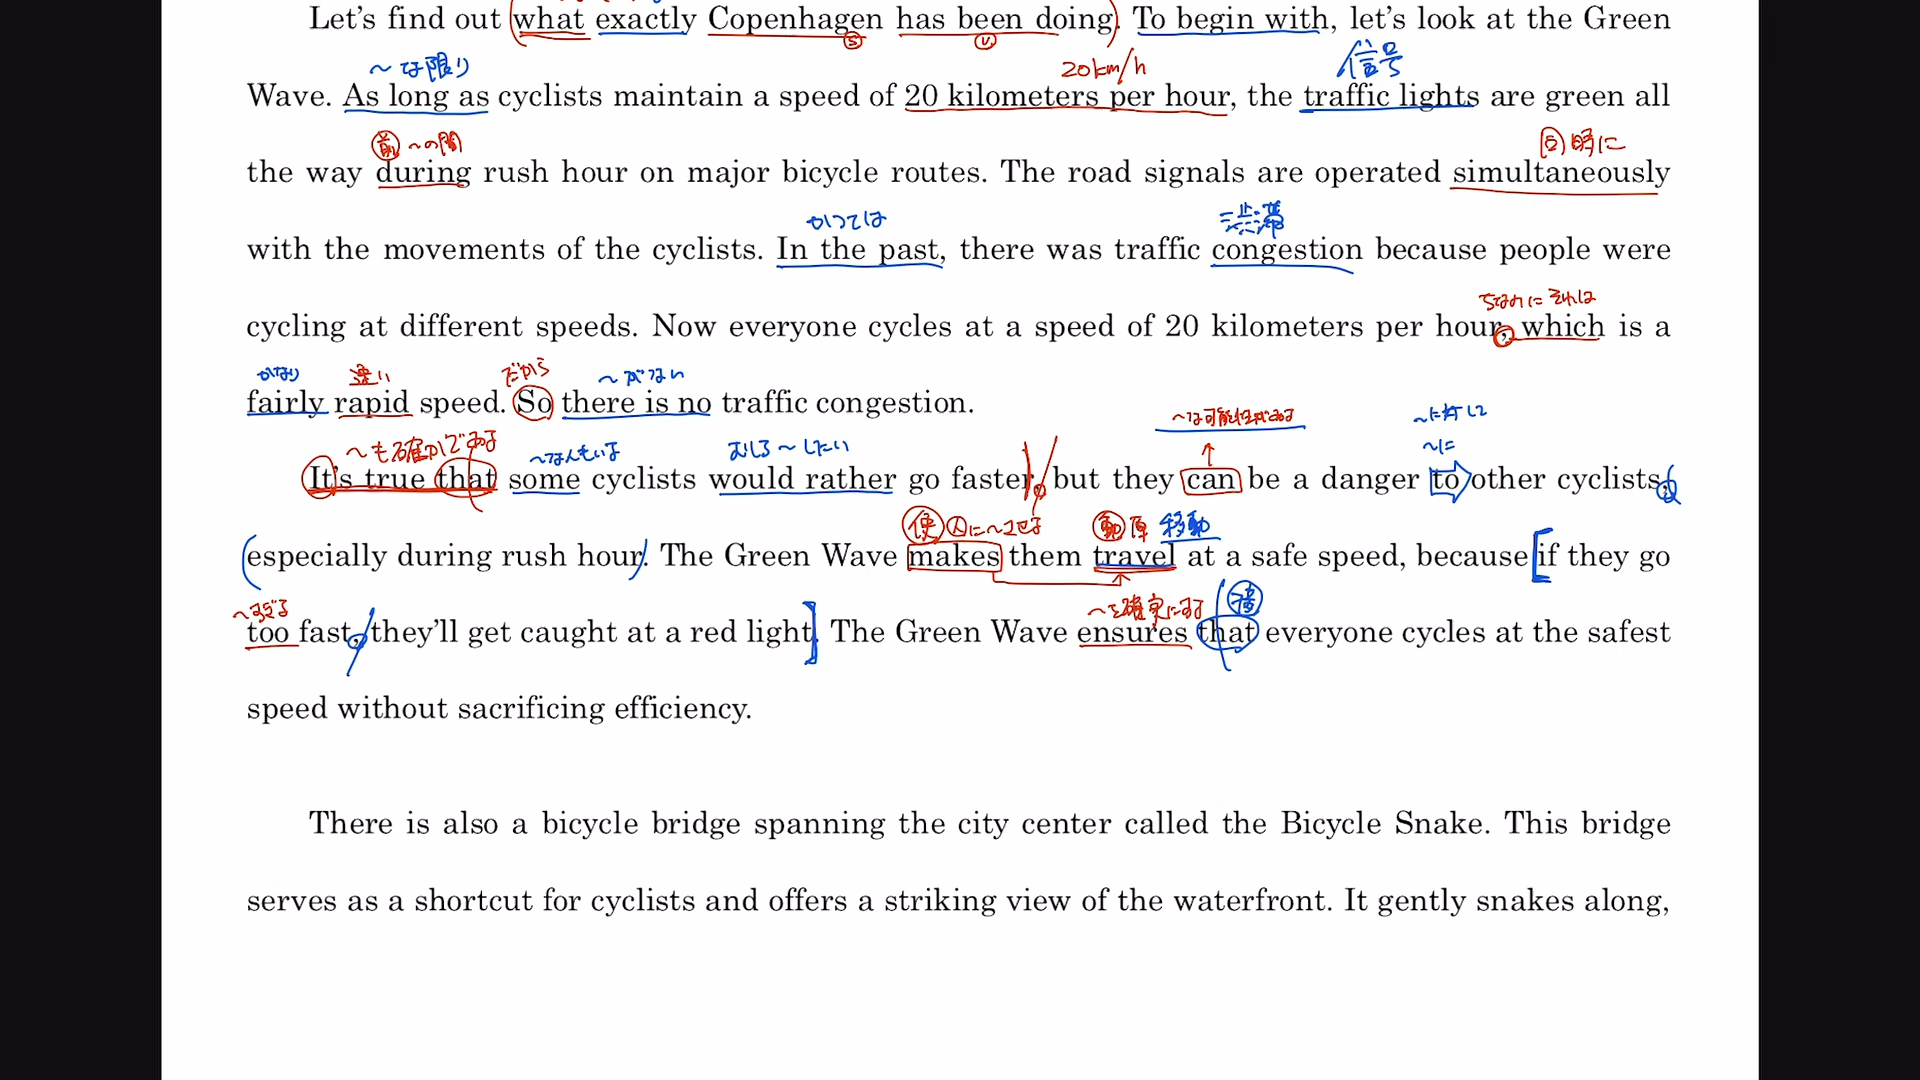 Let's find out what exactly Copenhagen has been doing. To begin with, let's look at the Green
S V
～な限り 20km/h 信号
Wave. As long as cyclists maintain a speed of 20 kilometers per hour, the traffic lights are green all
前 ～の間 同時に
the way during rush hour on major bicycle routes. The road signals are operated simultaneously
かつては 渋滞
with the movements of the cyclists. In the past, there was traffic congestion because people were
ちなみに それは
cycling at different speeds. Now everyone cycles at a speed of 20 kilometers per hour, which is a
かなり 速い だから ～がない
fairly rapid speed. So there is no traffic congestion.
～な可能性がある ～に対して
～も確かである ～なんもいる むしろ～したい ～に
It's true that some cyclists would rather go faster, but they can be a danger to other cyclists,
使 人に～させる 動 原 移動
especially during rush hour. The Green Wave makes them travel at a safe speed, because if they go
～すぎる ～を確実にする 接
too fast, they'll get caught at a red light. The Green Wave ensures that everyone cycles at the safest
speed without sacrificing efficiency.
There is also a bicycle bridge spanning the city center called the Bicycle Snake. This bridge
serves as a shortcut for cyclists and offers a striking view of the waterfront. It gently snakes along,